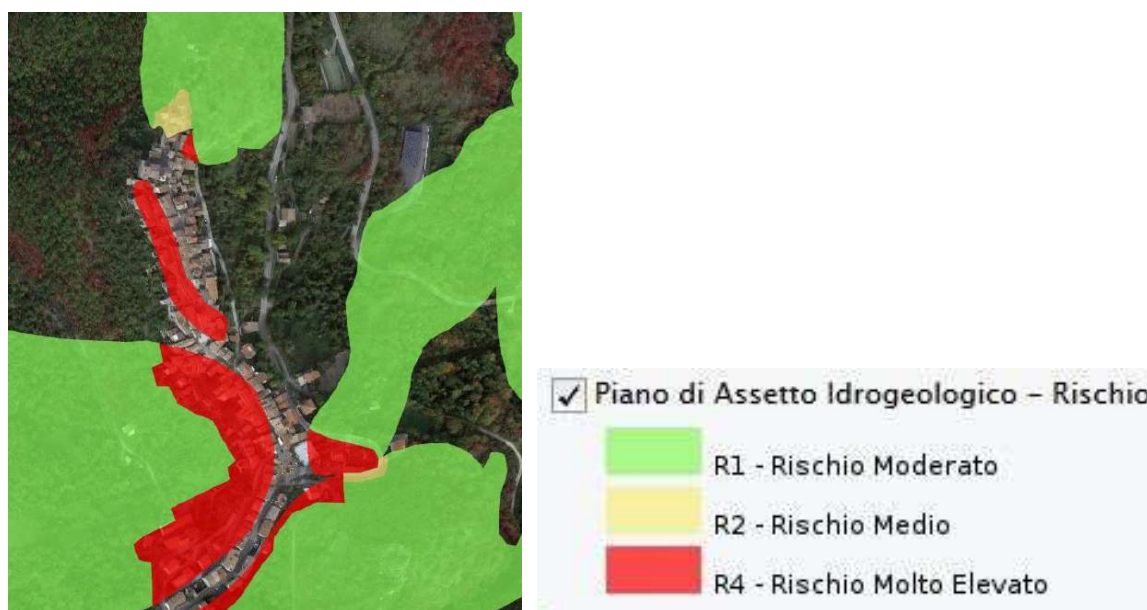 Piano di Assetto Idrogeologico – Rischio
R1 - Rischio Moderato
R2 - Rischio Medio
R4 - Rischio Molto Elevato